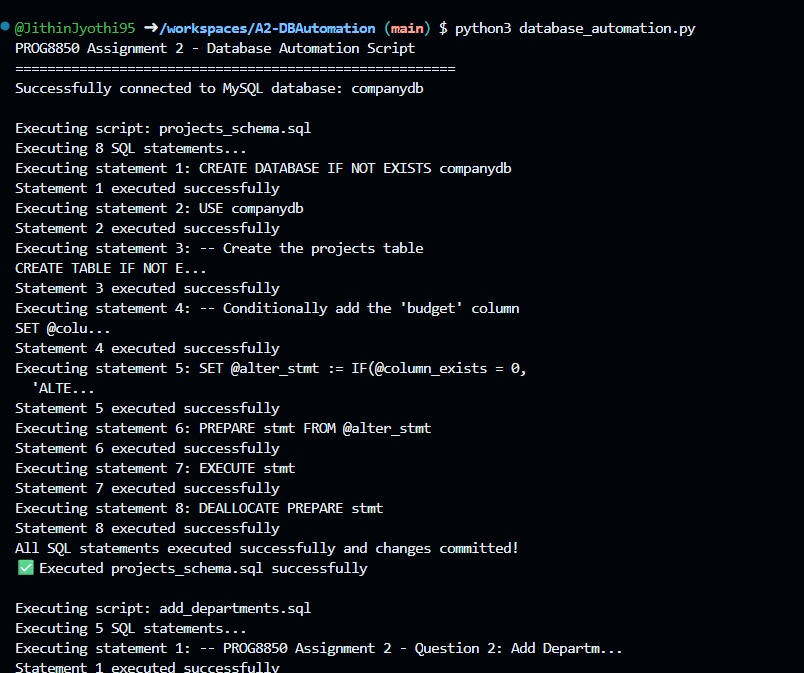 @JithinJyothi95 ➜/workspaces/A2-DBAutomation (main) $ python3 database_automation.py
PROG8850 Assignment 2 - Database Automation Script
=======================================================
Successfully connected to MySQL database: companydb
Executing script: projects_schema.sql
Executing 8 SQL statements...
Executing statement 1: CREATE DATABASE IF NOT EXISTS companydb
Statement 1 executed successfully
Executing statement 2: USE companydb
Statement 2 executed successfully
Executing statement 3: -- Create the projects table
CREATE TABLE IF NOT E...
Statement 3 executed successfully
Executing statement 4: -- Conditionally add the 'budget' column
SET @colu...
Statement 4 executed successfully
Executing statement 5: SET @alter_stmt := IF(@column_exists = 0,
  'ALTE...
Statement 5 executed successfully
Executing statement 6: PREPARE stmt FROM @alter_stmt
Statement 6 executed successfully
Executing statement 7: EXECUTE stmt
Statement 7 executed successfully
Executing statement 8: DEALLOCATE PREPARE stmt
Statement 8 executed successfully
All SQL statements executed successfully and changes committed!
✅ Executed projects_schema.sql successfully
Executing script: add_departments.sql
Executing 5 SQL statements...
Executing statement 1: -- PROG8850 Assignment 2 - Question 2: Add Departm...
Statement 1 executed successfully